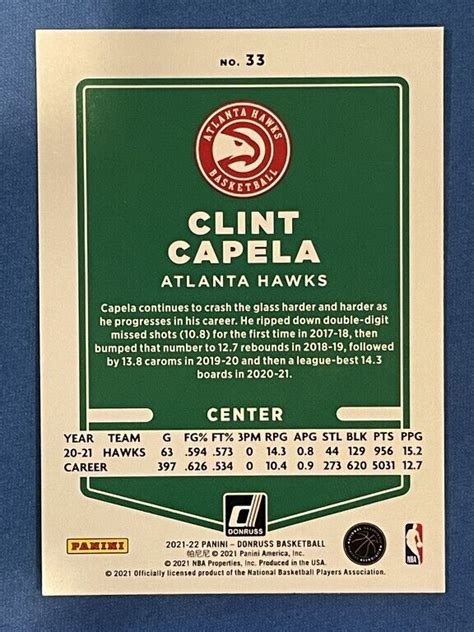 NO. 33
ATLANTA HAWKS
BASKETBALL
CLINT
CAPELA
ATLANTA HAWKS
Capela continues to crash the glass harder and harder as
he progresses in his career. He ripped down double-digit
missed shots (10.8) for the first time in 2017-18, then
bumped that number to 12.7 rebounds in 2018-19, followed
by 13.8 caroms in 2019-20 and then a league-best 14.3
boards in 2020-21.
CENTER
YEAR TEAM G FG% FT% 3PM RPG APG STL BLK PTS PPG
20-21 HAWKS 63 .594 .573 0 14.3 0.8 44 129 956 15.2
CAREER 397 .626 .534 0 10.4 0.9 273 620 5031 12.7
DONRUSS
PANINI
2021-22 PANINI – DONRUSS BASKETBALL
帕尼尼 © 2021 Panini America, Inc.
© 2021 NBA Properties, Inc. Produced in the USA.
© 2021 Officially licensed product of the National Basketball Players Association.
NBA